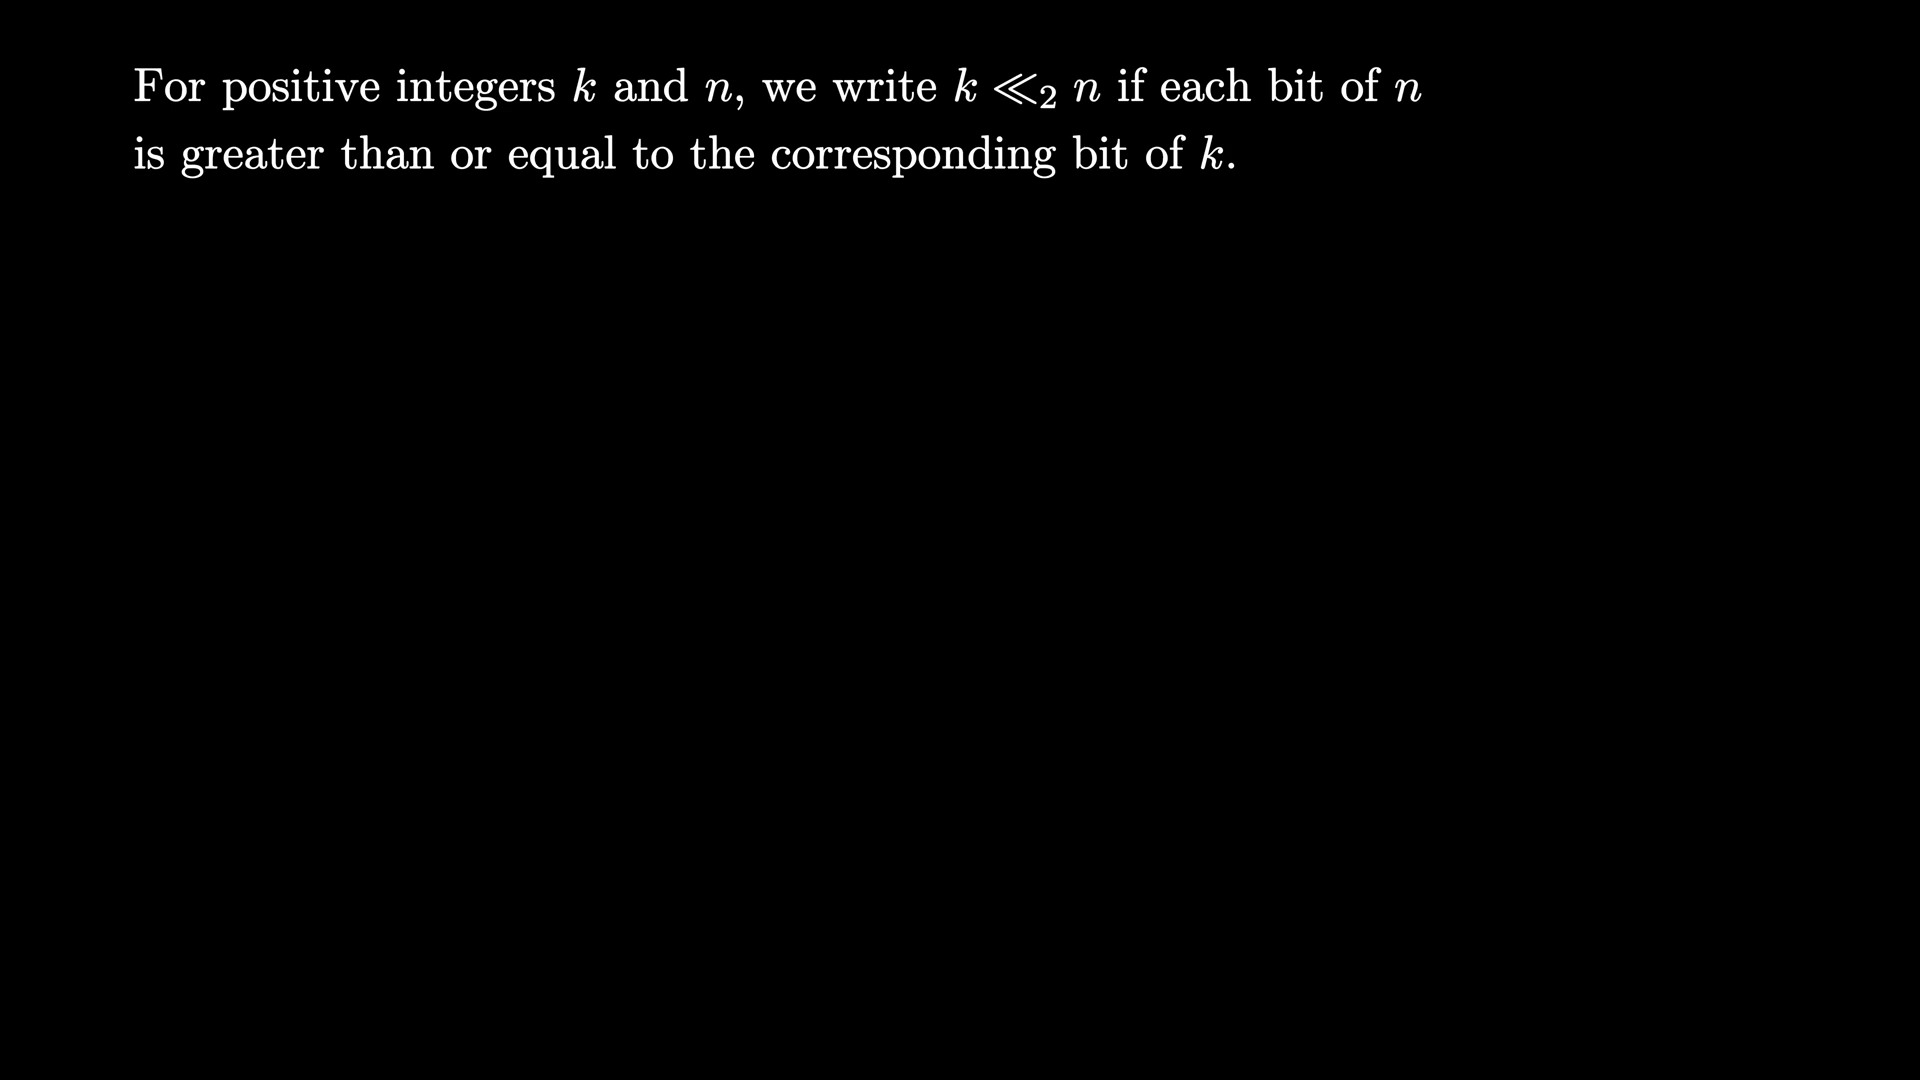 For positive integers k and n, we write k ≪₂ n if each bit of n
is greater than or equal to the corresponding bit of k.